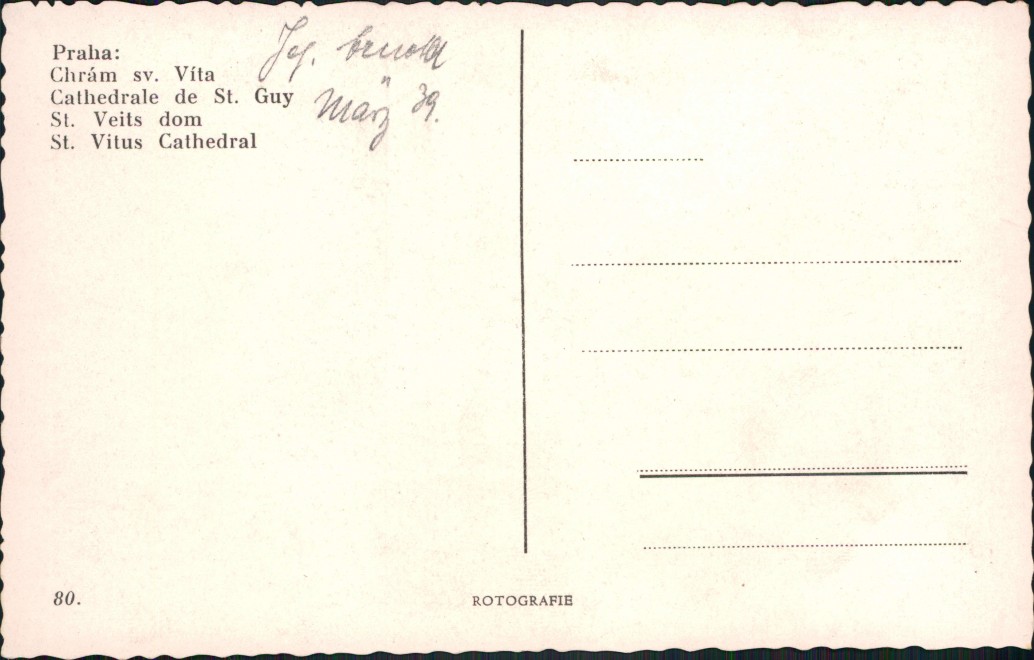 Praha:
Chrám sv. Víta
Cathedrale de St. Guy
St. Veits dom
St. Vitus Cathedral
März 39.
80.
ROTOGRAFIE